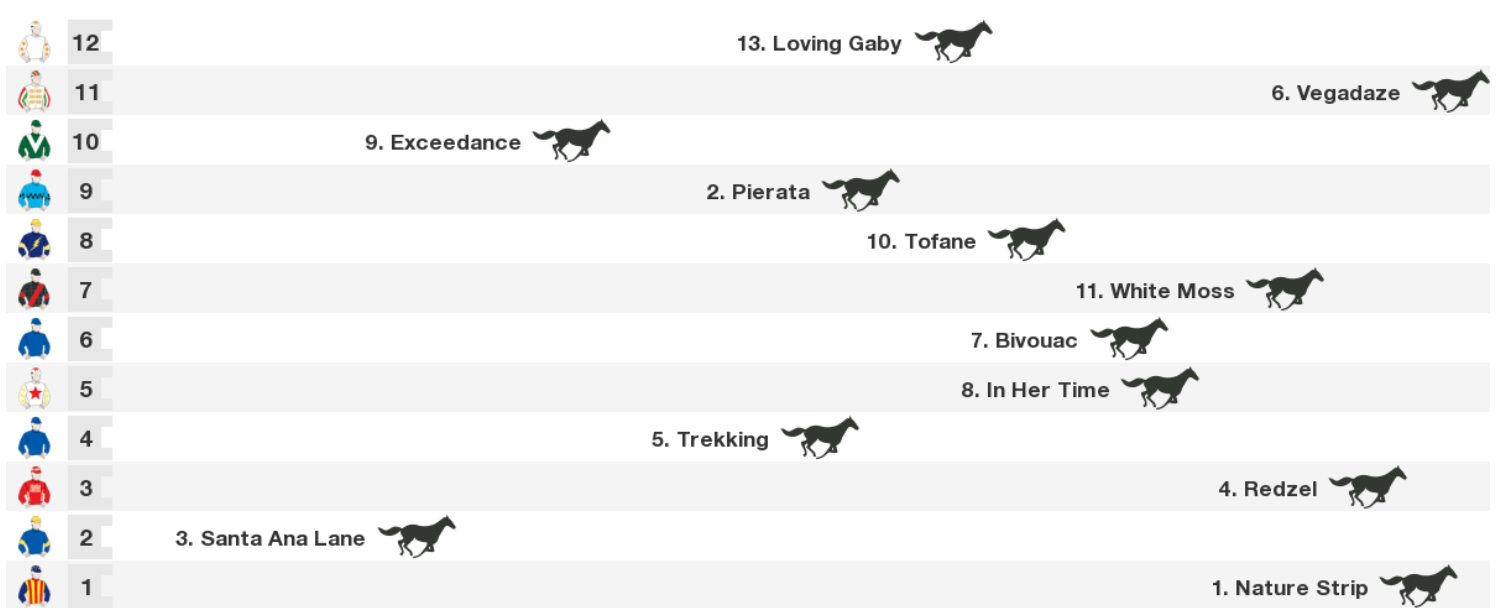 12 13. Loving Gaby
11 6. Vegadaze
10 9. Exceedance
9 2. Pierata
8 10. Tofane
7 11. White Moss
6 7. Bivouac
5 8. In Her Time
4 5. Trekking
3 4. Redzel
2 3. Santa Ana Lane
1 1. Nature Strip